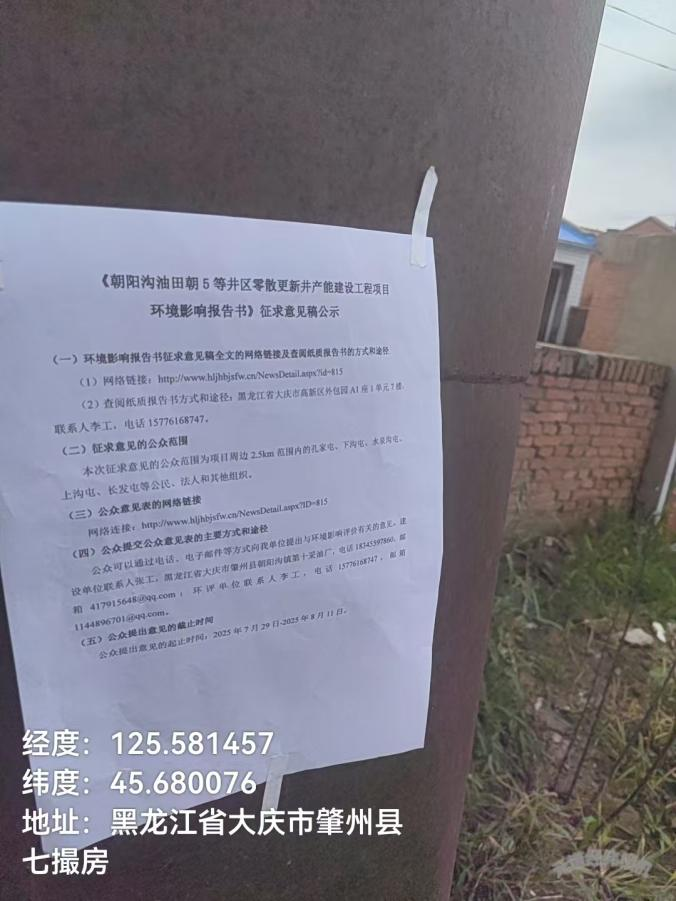 《朝阳沟油田朝 5 等井区零散更新井产能建设工程项目
环境影响报告书》征求意见稿公示
（一）环境影响报告书征求意见稿全文的网络链接及查阅纸质报告书的方式和途径
（1）网络链接：http://www.hljhbjsfw.cn/NewsDetail.aspx?id=815
（2）查阅纸质报告书方式和途径：黑龙江省大庆市高新区外包园 A1 座 1 单元 7 楼，
联系人李工，电话 15776168747。
（二）征求意见的公众范围
本次征求意见的公众范围为项目周边 2.5km 范围内的孔家屯、下沟屯、水泉沟屯、
上沟屯、长发屯等公民、法人和其他组织。
（三）公众意见表的网络链接
网络连接：http://www.hljhbjsfw.cn/NewsDetail.aspx?ID=815
（四）公众提交公众意见表的主要方式和途径
公众可以通过电话、电子邮件等方式向我单位提出与环境影响评价有关的意见。建
设单位联系人张工，黑龙江省大庆市肇州县朝阳沟镇第十采油厂，电话 18345597860，邮
箱 417915648@qq.com；环评单位联系人李工，电话 15776168747，邮箱
1144896701@qq.com。
（五）公众提出意见的截止时间
公众提出意见的起止时间：2025 年 7 月 29 日-2025 年 8 月 11 日。
经度：125.581457
纬度：45.680076
地址：黑龙江省大庆市肇州县
七撮房